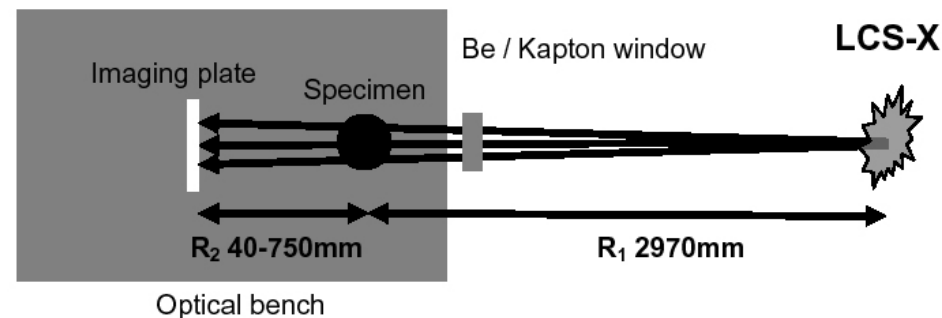 LCS-X
Be / Kapton window
Imaging plate
Specimen
R₂ 40-750mm
R₁ 2970mm
Optical bench